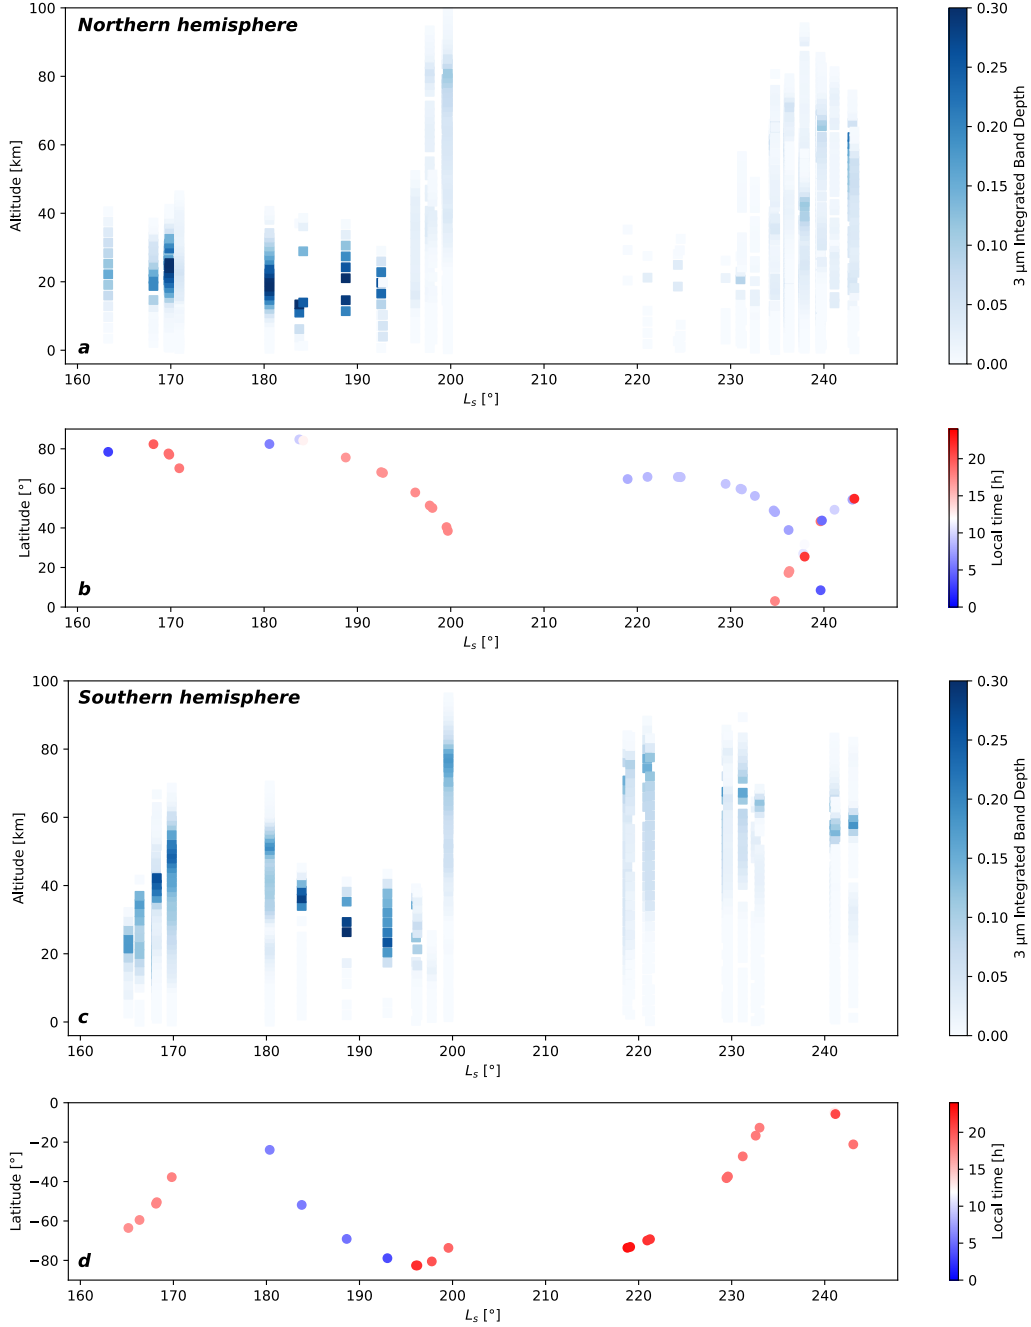 Northern hemisphere
100
80
60
40
20
0
Altitude [km]
a
160 170 180 190 200 210 220 230 240
Ls [°]
0.30
0.25
0.20
0.15
0.10
0.05
0.00
3 μm Integrated Band Depth
80
60
40
20
0
Latitude [°]
b
160 170 180 190 200 210 220 230 240
Ls [°]
20
15
10
5
0
Local time [h]
Southern hemisphere
100
80
60
40
20
0
Altitude [km]
c
160 170 180 190 200 210 220 230 240
Ls [°]
0.30
0.25
0.20
0.15
0.10
0.05
0.00
3 μm Integrated Band Depth
0
−20
−40
−60
−80
Latitude [°]
d
160 170 180 190 200 210 220 230 240
Ls [°]
20
15
10
5
0
Local time [h]